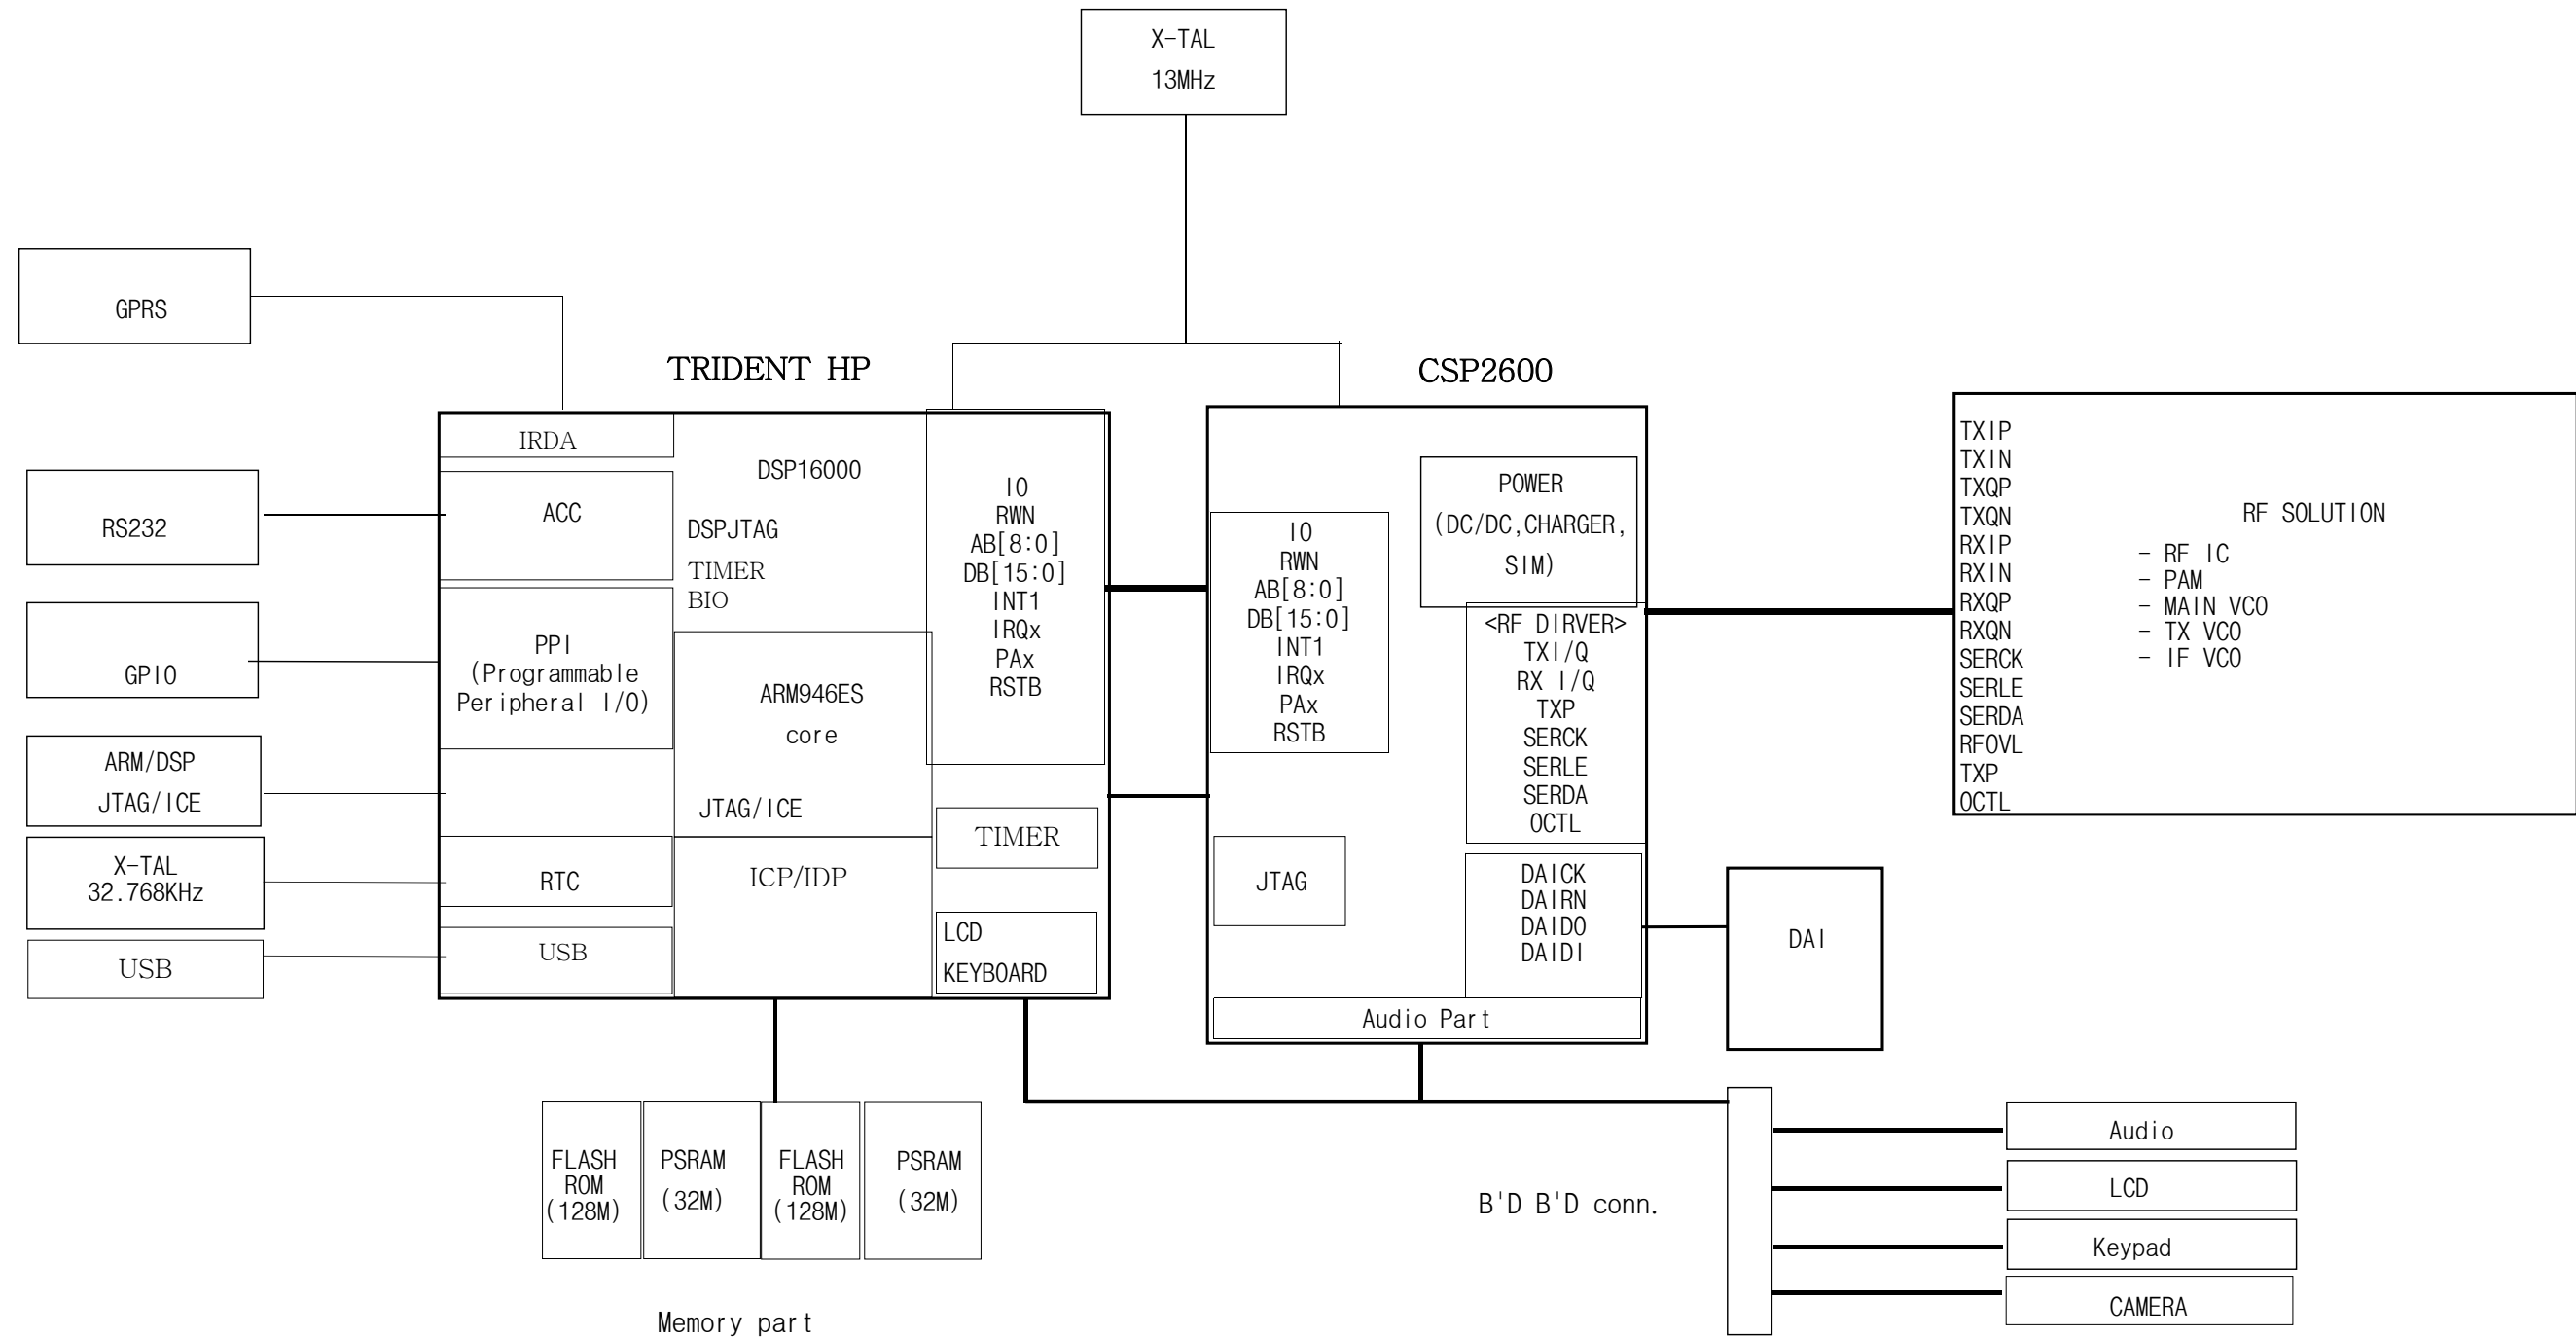 X-TAL
13MHz
GPRS
TRIDENT HP
CSP2600
RS232
GPIO
ARM/DSP
JTAG/ICE
X-TAL
32.768KHz
USB
IRDA
ACC
PPI
(Programmable
Peripheral I/O)
RTC
USB
DSP16000
DSPJTAG
TIMER
BIO
ARM946ES
core
JTAG/ICE
ICP/IDP
IO
RWN
AB[8:0]
DB[15:0]
INT1
IRQx
PAx
RSTB
TIMER
LCD
KEYBOARD
IO
RWN
AB[8:0]
DB[15:0]
INT1
IRQx
PAx
RSTB
JTAG
POWER
(DC/DC,CHARGER,
SIM)
<RF DIRVER>
TXI/Q
RX I/Q
TXP
SERCK
SERLE
SERDA
OCTL
DAICK
DAIRN
DAIDO
DAIDI
Audio Part
TXIP
TXIN
TXQP
TXQN
RXIP
RXIN
RXQP
RXQN
SERCK
SERLE
SERDA
RFOVL
TXP
OCTL
RF SOLUTION
- RF IC
- PAM
- MAIN VCO
- TX VCO
- IF VCO
DAI
FLASH
ROM
(128M)
PSRAM
(32M)
FLASH
ROM
(128M)
PSRAM
(32M)
Memory part
B'D B'D conn.
Audio
LCD
Keypad
CAMERA